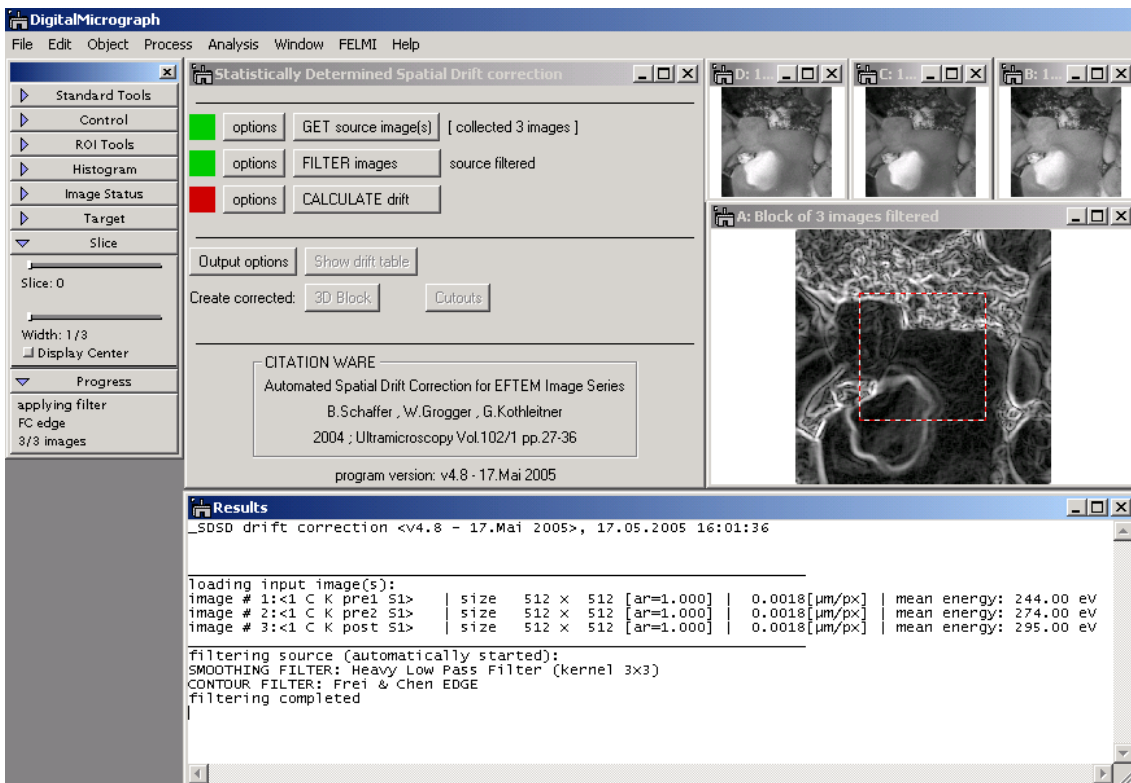 DigitalMicrograph
File Edit Object Process Analysis Window FELMI Help
Standard Tools
Control
ROI Tools
Histogram
Image Status
Target
Slice
Slice: 0
Width: 1/3
Display Center
Progress
applying filter
FC edge
3/3 images
Statistically Determined Spatial Drift correction
options GET source image(s) [ collected 3 images ]
options FILTER images source filtered
options CALCULATE drift
Output options Show drift table
Create corrected: 3D Block Cutouts
CITATION WARE
Automated Spatial Drift Correction for EFTEM Image Series
B.Schaffer , W.Grogger , G.Kothleitner
2004 ; Ultramicroscopy Vol.102/1 pp.27-36
program version: v4.8 - 17.Mai 2005
D: 1... C: 1... B: 1...
A: Block of 3 images filtered
Results
_SDSD drift correction <v4.8 - 17.Mai 2005>, 17.05.2005 16:01:36
loading input image(s):
image # 1:<1 C K pre1 S1> | size 512 x 512 [ar=1.000] | 0.0018[µm/px] | mean energy: 244.00 eV
image # 2:<1 C K pre2 S1> | size 512 x 512 [ar=1.000] | 0.0018[µm/px] | mean energy: 274.00 eV
image # 3:<1 C K post S1> | size 512 x 512 [ar=1.000] | 0.0018[µm/px] | mean energy: 295.00 eV
filtering source (automatically started):
SMOOTHING FILTER: Heavy Low Pass Filter (kernel 3x3)
CONTOUR FILTER: Frei & Chen EDGE
filtering completed